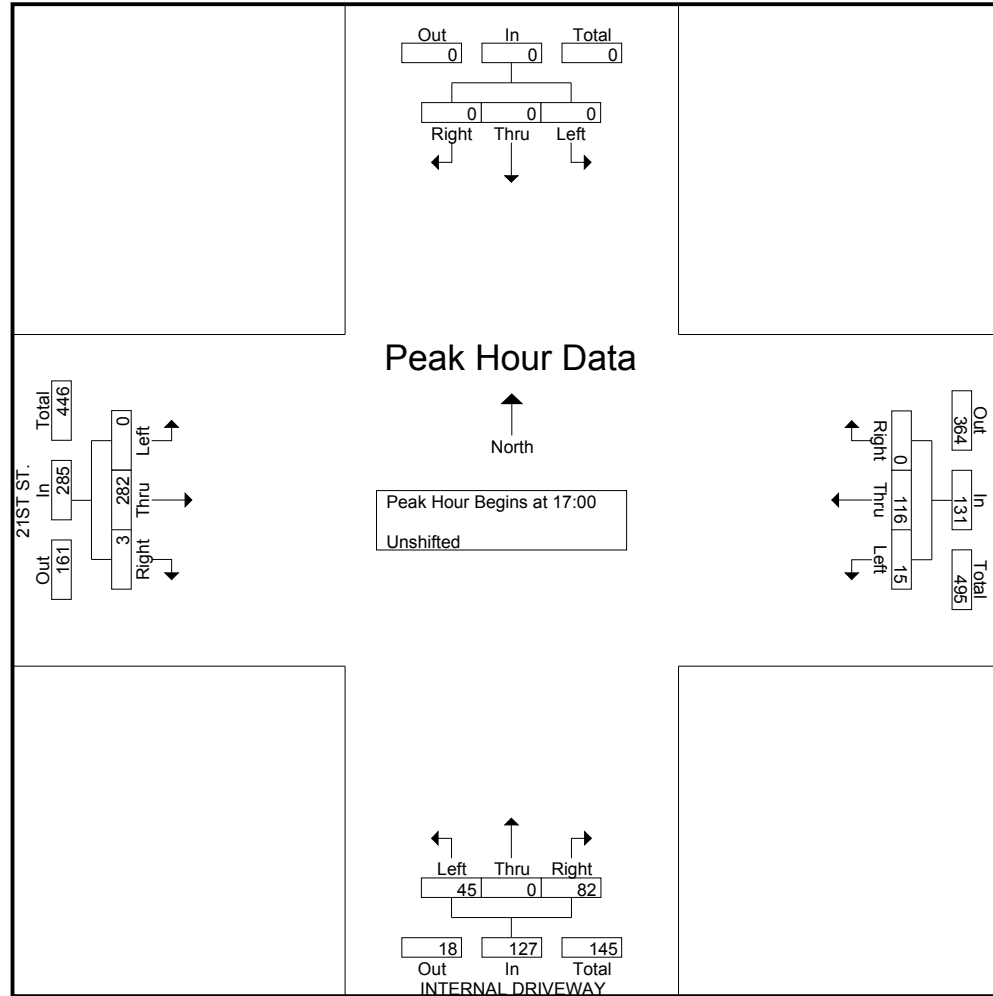 Out In Total
0 0 0
0 0 0
Right Thru Left
Peak Hour Data
North
Peak Hour Begins at 17:00
Unshifted
21ST ST.
Total In Out
446 285 161
0 282 3
Left Thru Right
Right Thru Left
0 116 15
364 131 495
Out In Total
Left Thru Right
45 0 82
18 127 145
Out In Total
INTERNAL DRIVEWAY